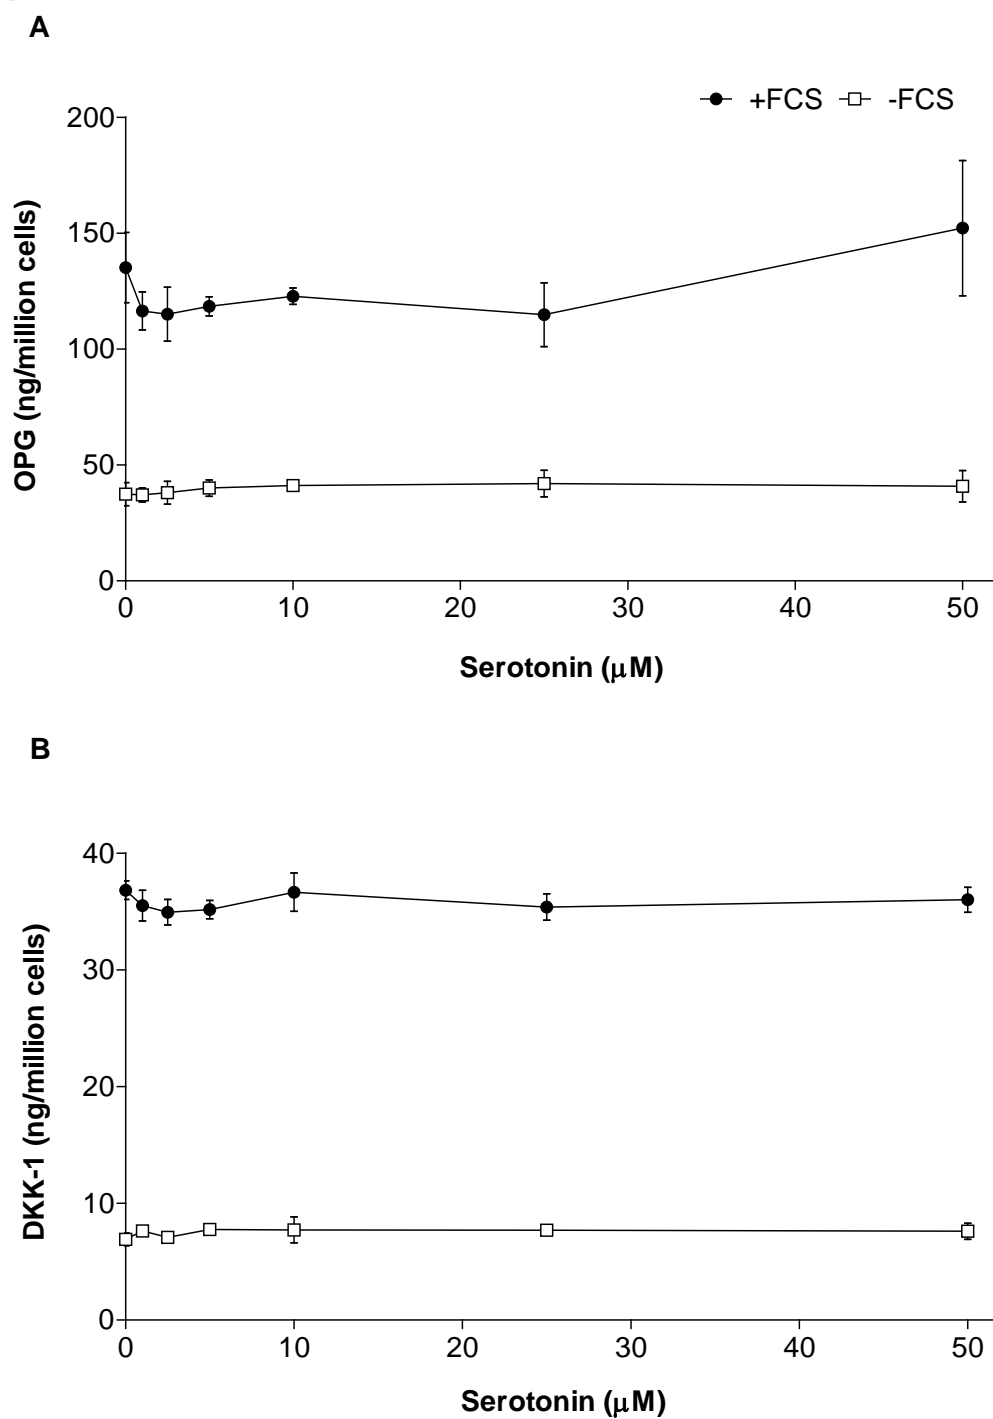 A
+FCS -FCS
OPG (ng/million cells)
200
150
100
50
0
0 10 20 30 40 50
Serotonin (μM)
B
DKK-1 (ng/million cells)
40
30
20
10
0
0 10 20 30 40 50
Serotonin (μM)